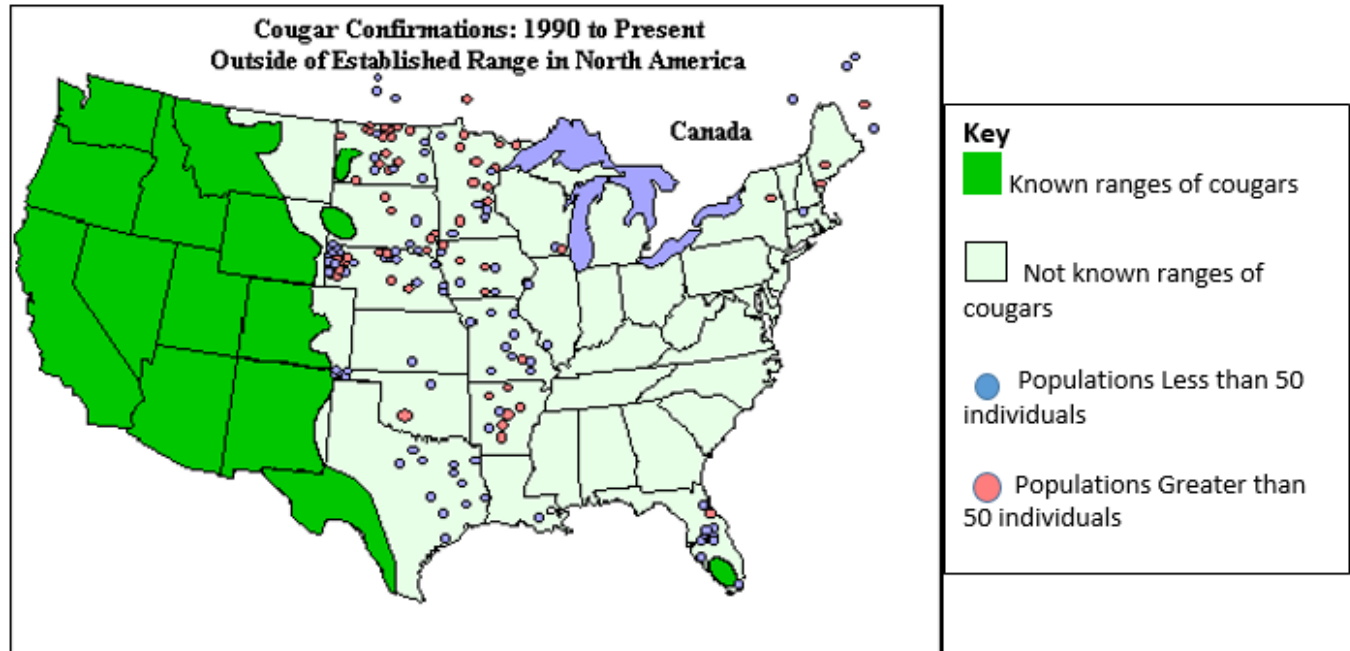 Cougar Confirmations: 1990 to Present
Outside of Established Range in North America
Canada
Key
Known ranges of cougars
Not known ranges of
cougars
Populations Less than 50
individuals
Populations Greater than
50 individuals